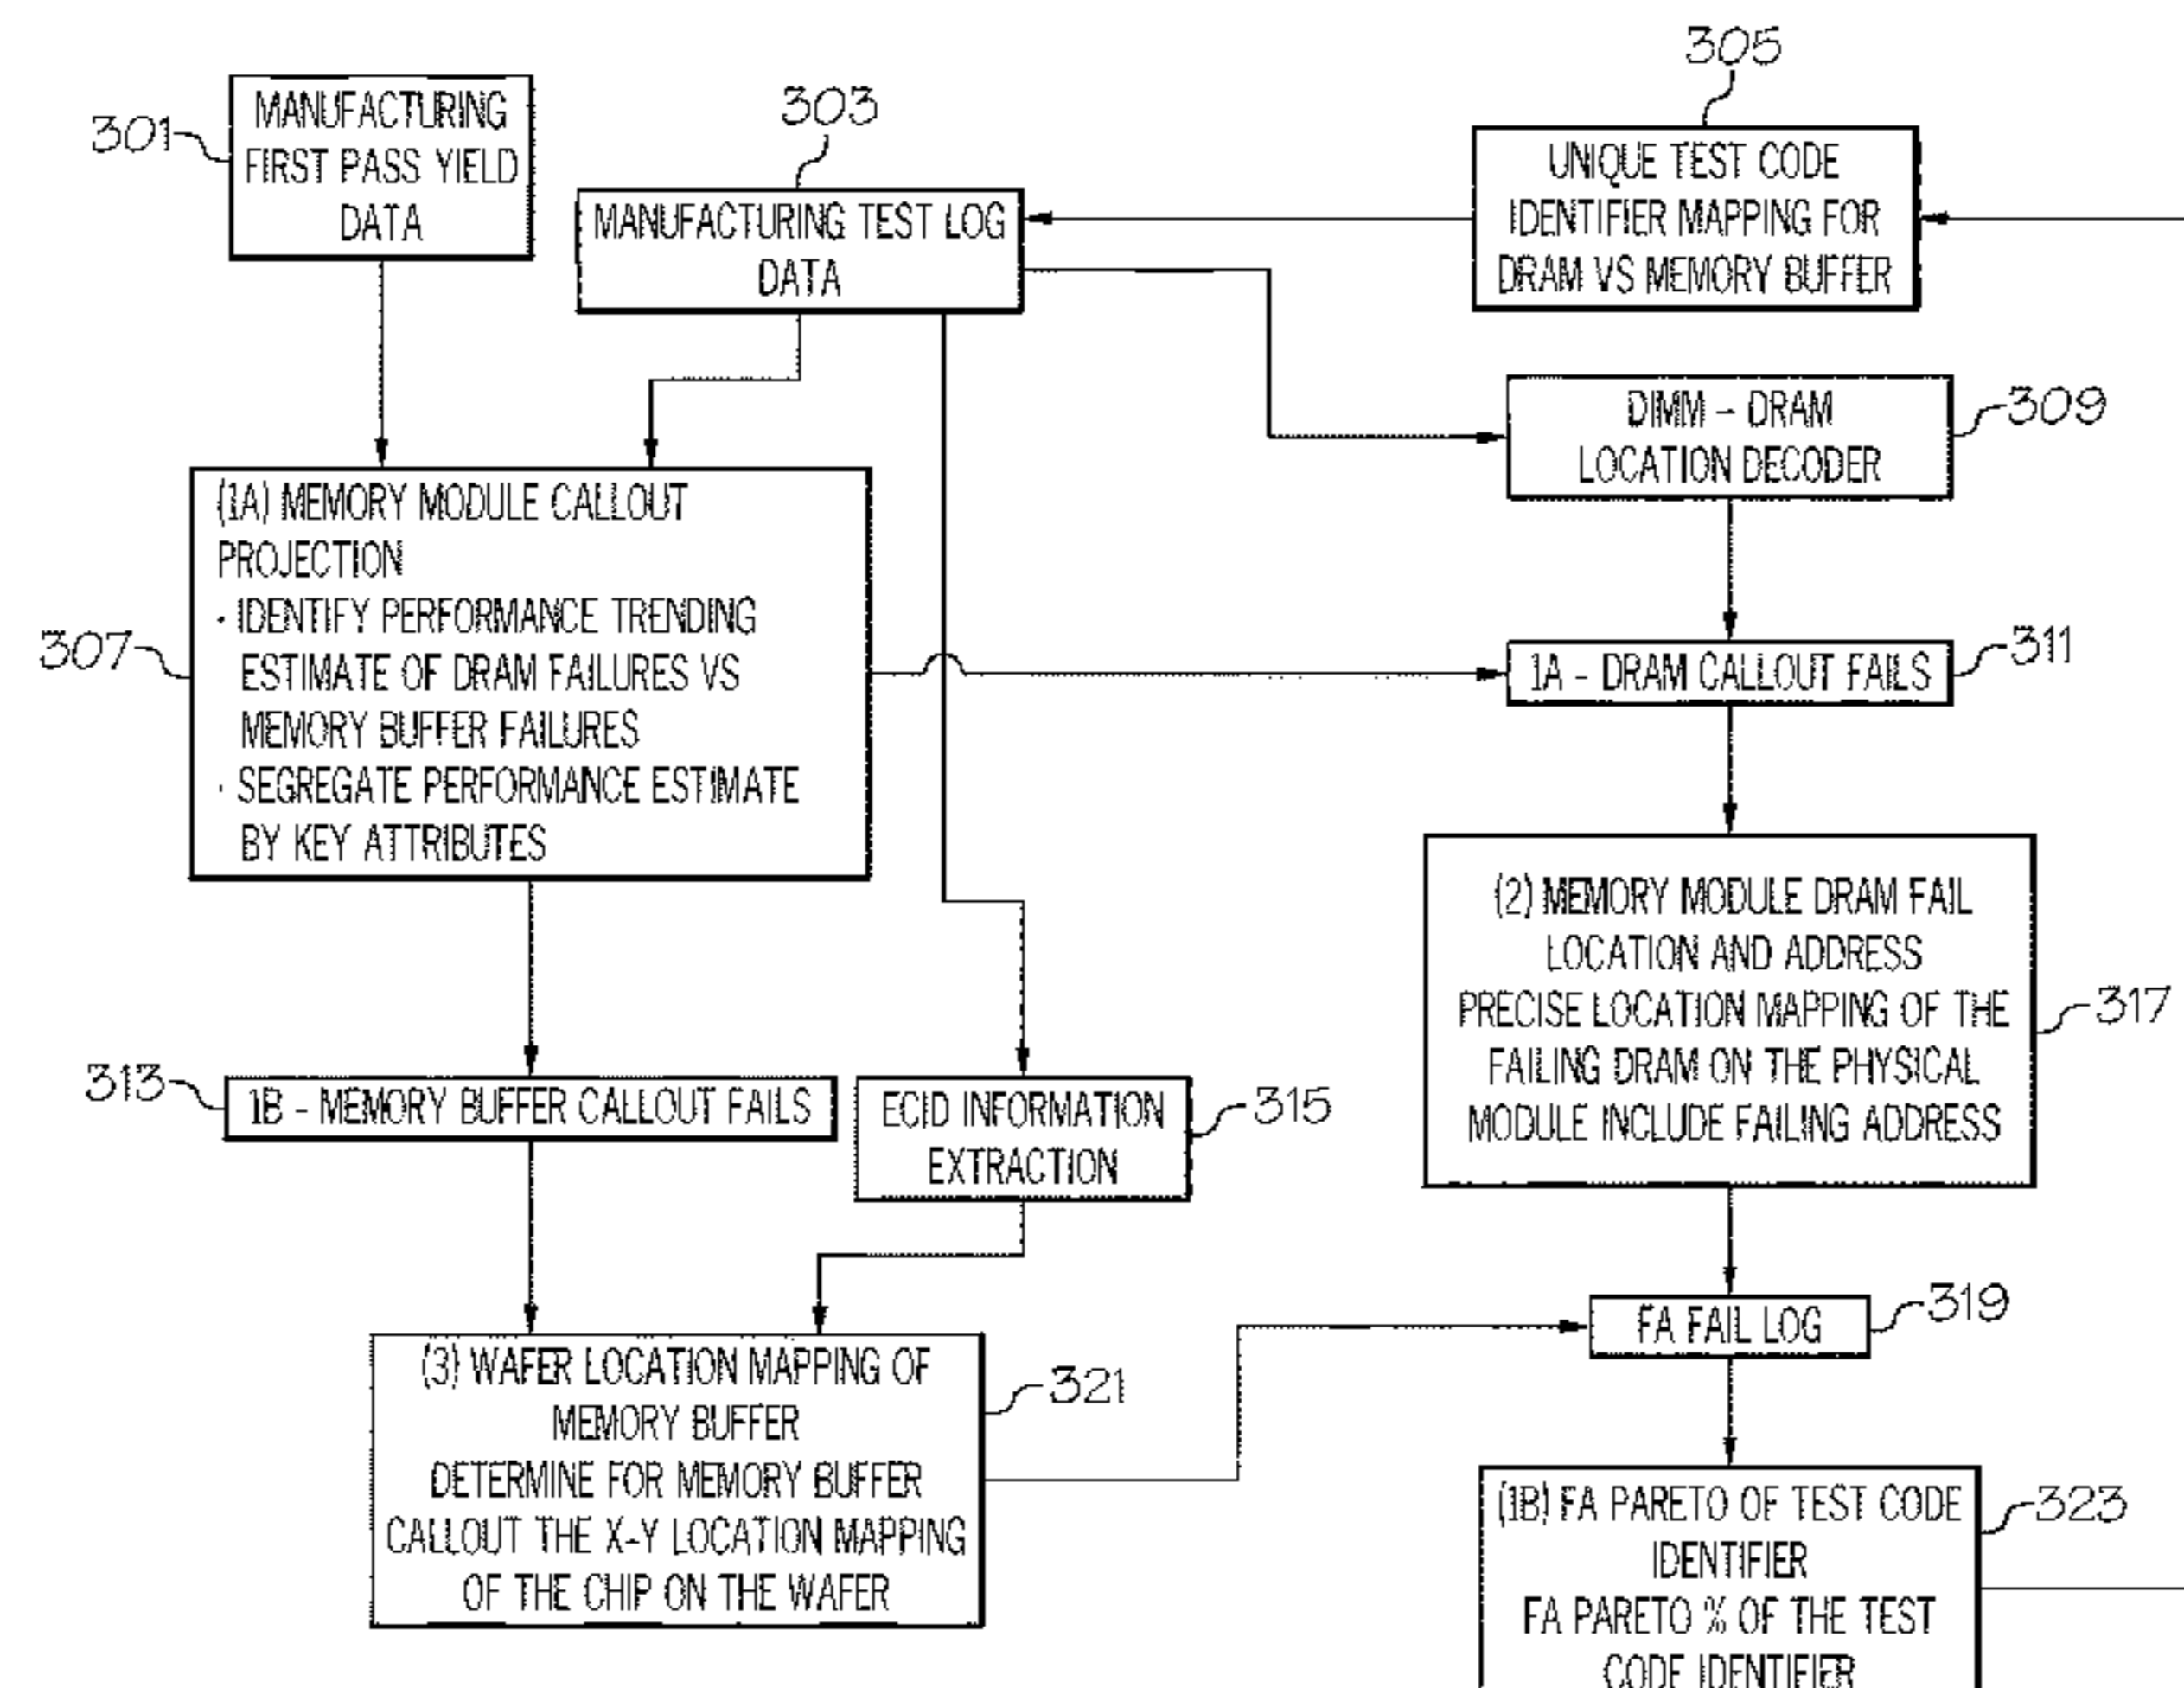 305
303
301
MANUFACTURING
FIRST PASS YIELD
DATA
MANUFACTURING TEST LOG
DATA
UNIQUE TEST CODE
IDENTIFIER MAPPING FOR
DRAM VS MEMORY BUFFER
DIMM - DRAM
LOCATION DECODER
309
307
(1A) MEMORY MODULE CALLOUT
PROJECTION
· IDENTIFY PERFORMANCE TRENDING
ESTIMATE OF DRAM FAILURES VS
MEMORY BUFFER FAILURES
· SEGREGATE PERFORMANCE ESTIMATE
BY KEY ATTRIBUTES
1A - DRAM CALLOUT FAILS
311
(2) MEMORY MODULE DRAM FAIL
LOCATION AND ADDRESS
PRECISE LOCATION MAPPING OF THE
FAILING DRAM ON THE PHYSICAL
MODULE INCLUDE FAILING ADDRESS
317
313
1B - MEMORY BUFFER CALLOUT FAILS
ECID INFORMATION
EXTRACTION
315
FA FAIL LOG
319
(3) WAFER LOCATION MAPPING OF
MEMORY BUFFER
DETERMINE FOR MEMORY BUFFER
CALLOUT THE X-Y LOCATION MAPPING
OF THE CHIP ON THE WAFER
321
(1B) FA PARETO OF TEST CODE
IDENTIFIER
FA PARETO % OF THE TEST
CODE IDENTIFIER
323